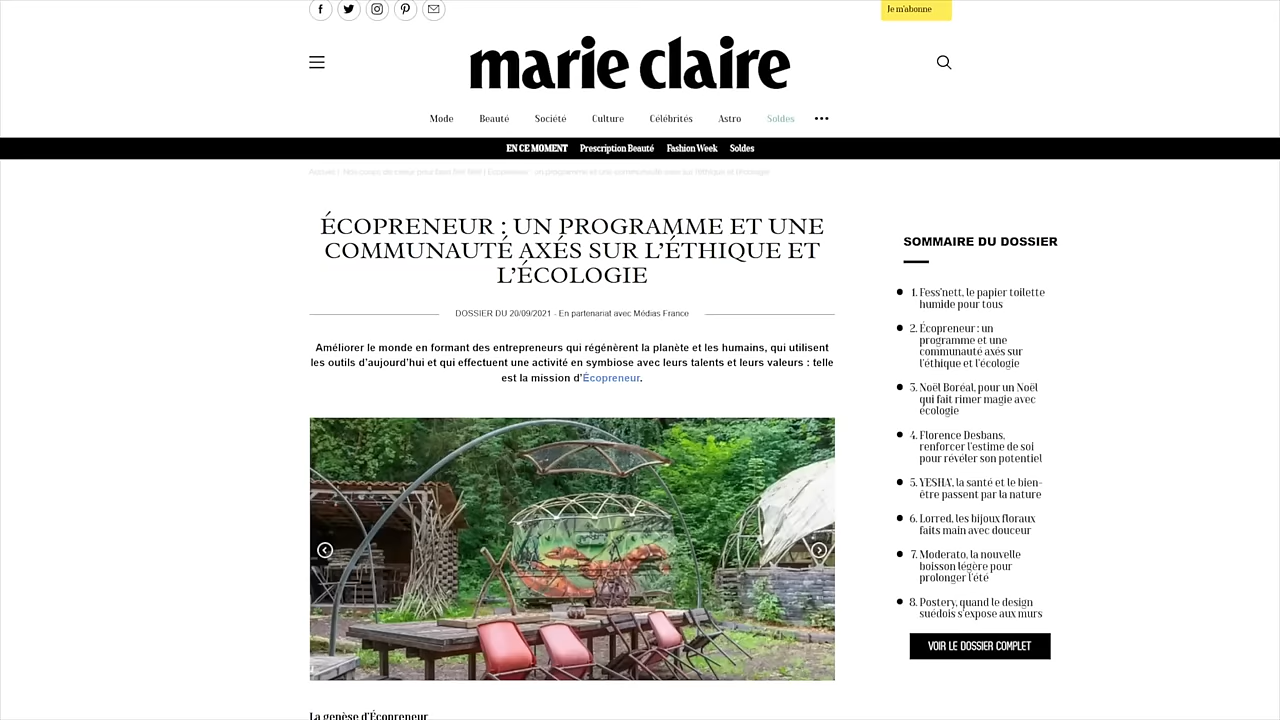 Je m'abonne
marie claire
Mode Beauté Société Culture Célébrités Astro Soldes
EN CE MOMENT Prescription Beauté Fashion Week Soldes
ÉCOPRENEUR : UN PROGRAMME ET UNE
COMMUNAUTÉ AXÉS SUR L'ÉTHIQUE ET
L'ÉCOLOGIE
DOSSIER DU 20/09/2021 - En partenariat avec Médias France
Améliorer le monde en formant des entrepreneurs qui régénèrent la planète et les humains, qui utilisent
les outils d'aujourd'hui et qui effectuent une activité en symbiose avec leurs talents et leurs valeurs : telle
est la mission d'Écopreneur.
La genèse d'Écopreneur
SOMMAIRE DU DOSSIER
1. Fess'nett, le papier toilette
humide pour tous
2. Écopreneur : un
programme et une
communauté axés sur
l'éthique et l'écologie
3. Noël Boréal, pour un Noël
qui fait rimer magie avec
écologie
4. Florence Desbans,
renforcer l'estime de soi
pour révéler son potentiel
5. YESHA', la santé et le bien-
être passent par la nature
6. Lorred, les bijoux floraux
faits main avec douceur
7. Moderato, la nouvelle
boisson légère pour
prolonger l'été
8. Postery, quand le design
suédois s'expose aux murs
VOIR LE DOSSIER COMPLET